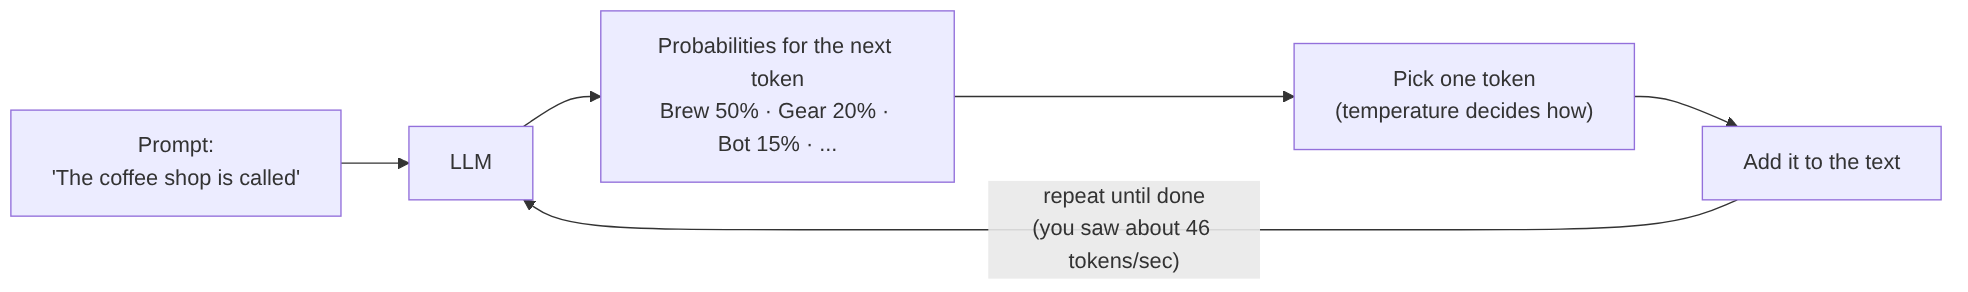 Prompt:
'The coffee shop is called'
LLM
Probabilities for the next
token
Brew 50% · Gear 20% ·
Bot 15% · ...
Pick one token
(temperature decides how)
Add it to the text
repeat until done
(you saw about 46
tokens/sec)